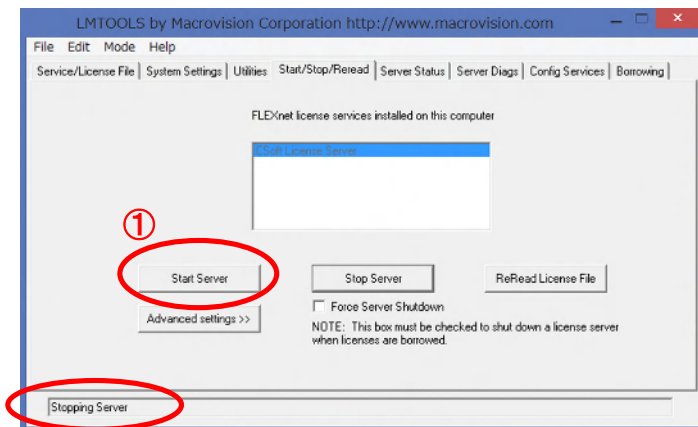 LMTOOLS by Macrovision Corporation http://www.macrovision.com
File Edit Mode Help
Service/License File System Settings Utilities Start/Stop/Reread Server Status Server Diags Config Services Borrowing
FLEXnet license services installed on this computer
CSoft License Server
①
Start Server Stop Server ReRead License File
Advanced settings >>
Force Server Shutdown
NOTE: This box must be checked to shut down a license server
when licenses are borrowed.
Stopping Server